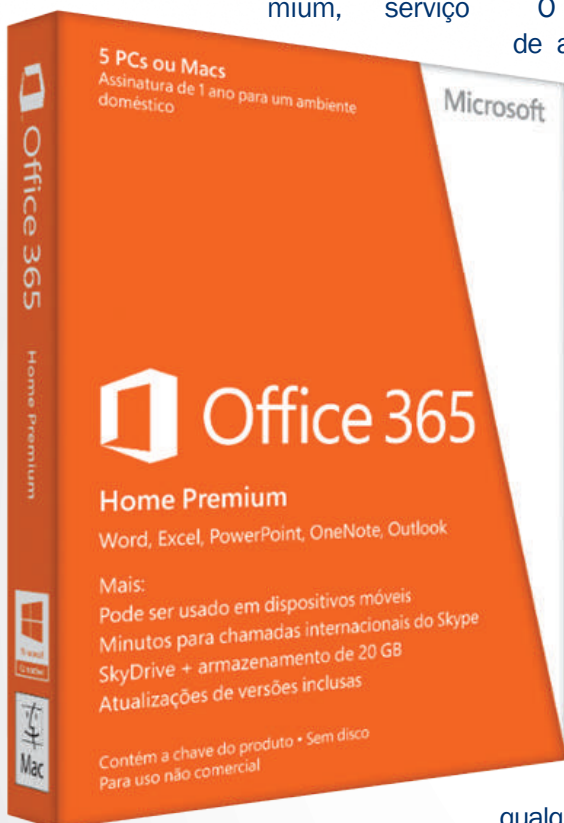 mium, serviço O
de a
5 PCs ou Macs
Assinatura de 1 ano para um ambiente
doméstico
Microsoft
Office 365
Home Premium
Office 365
Home Premium
Word, Excel, PowerPoint, OneNote, Outlook
Mais:
Pode ser usado em dispositivos móveis
Minutos para chamadas internacionais do Skype
SkyDrive + armazenamento de 20 GB
Atualizações de versões inclusas
Mac
Contém a chave do produto • Sem disco
Para uso não comercial
qualq